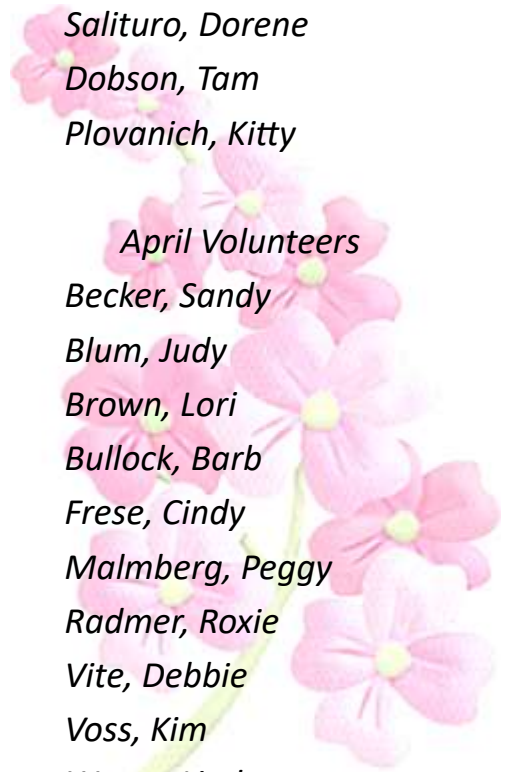 Salituro, Dorene
Dobson, Tam
Plovanich, Kitty
April Volunteers
Becker, Sandy
Blum, Judy
Brown, Lori
Bullock, Barb
Frese, Cindy
Malmberg, Peggy
Radmer, Roxie
Vite, Debbie
Voss, Kim